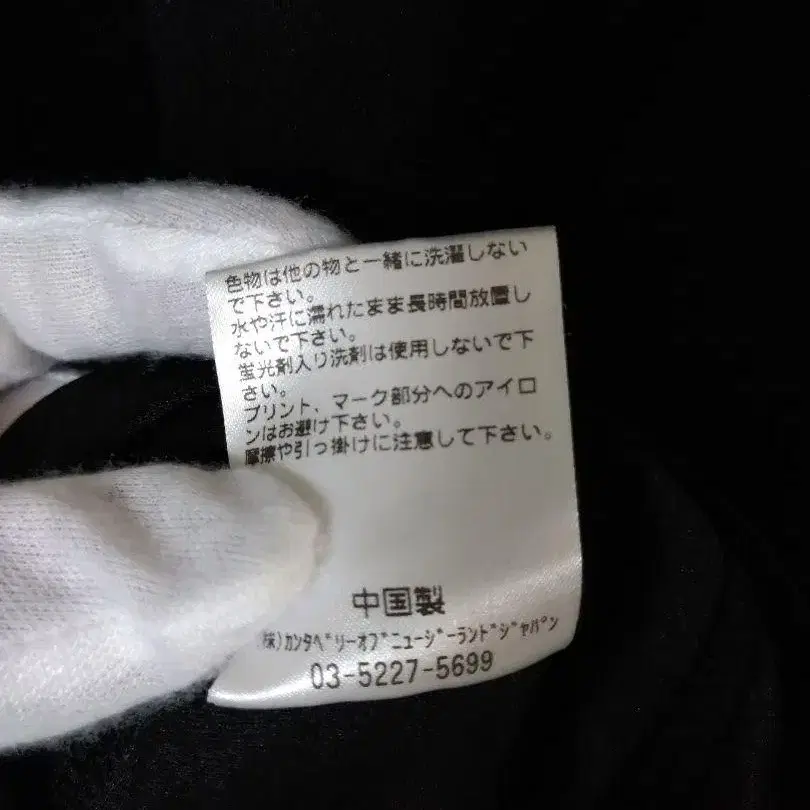 色物は他の物と一緒に洗濯しない
で下さい。
水や汗に濡れたまま長時間放置し
ないで下さい。
蛍光剤入り洗剤は使用しないで下
さい。
プリント、マーク部分へのアイロ
ンはお避け下さい。
摩擦や引っ掛けに注意して下さい。
中国製
(株)ｶﾝﾀﾍﾞﾘｰｵﾌﾞﾆｭｰｼﾞｰﾗﾝﾄﾞｼﾞｬﾊﾟﾝ
03-5227-5699